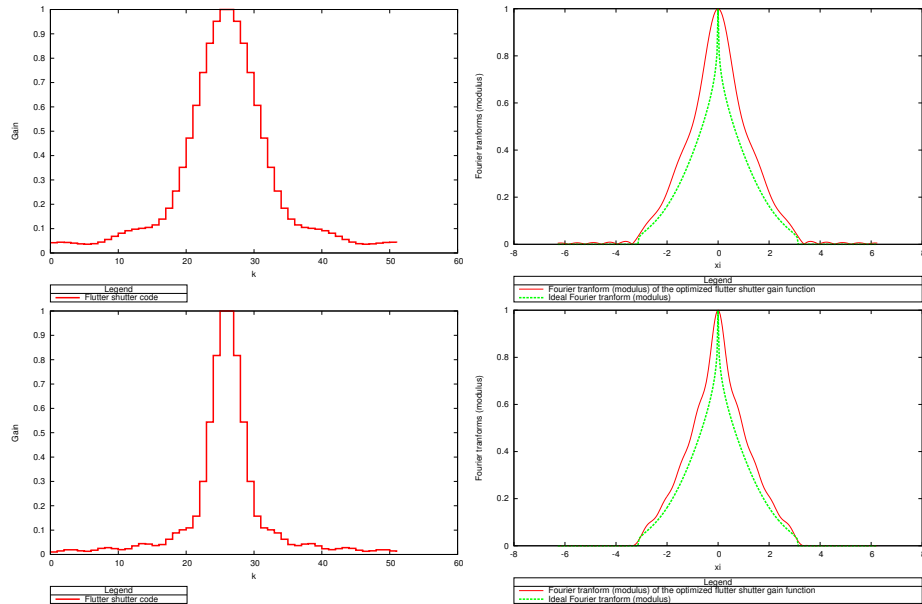 1
0.9
0.8
0.7
0.6
0.5
0.4
0.3
0.2
0.1
0
Gain
0 10 20 30 40 50 60
k
Legend
Flutter shutter code
1
0.8
0.6
0.4
0.2
0
Fourier tranforms (modulus)
-8 -6 -4 -2 0 2 4 6 8
xi
Legend
Fourier tranform (modulus) of the optimized flutter shutter gain function
Ideal Fourier tranform (modulus)
1
0.9
0.8
0.7
0.6
0.5
0.4
0.3
0.2
0.1
0
Gain
0 10 20 30 40 50 60
k
Legend
Flutter shutter code
1
0.8
0.6
0.4
0.2
0
Fourier tranforms (modulus)
-8 -6 -4 -2 0 2 4 6 8
xi
Legend
Fourier tranform (modulus) of the optimized flutter shutter gain function
Ideal Fourier tranform (modulus)